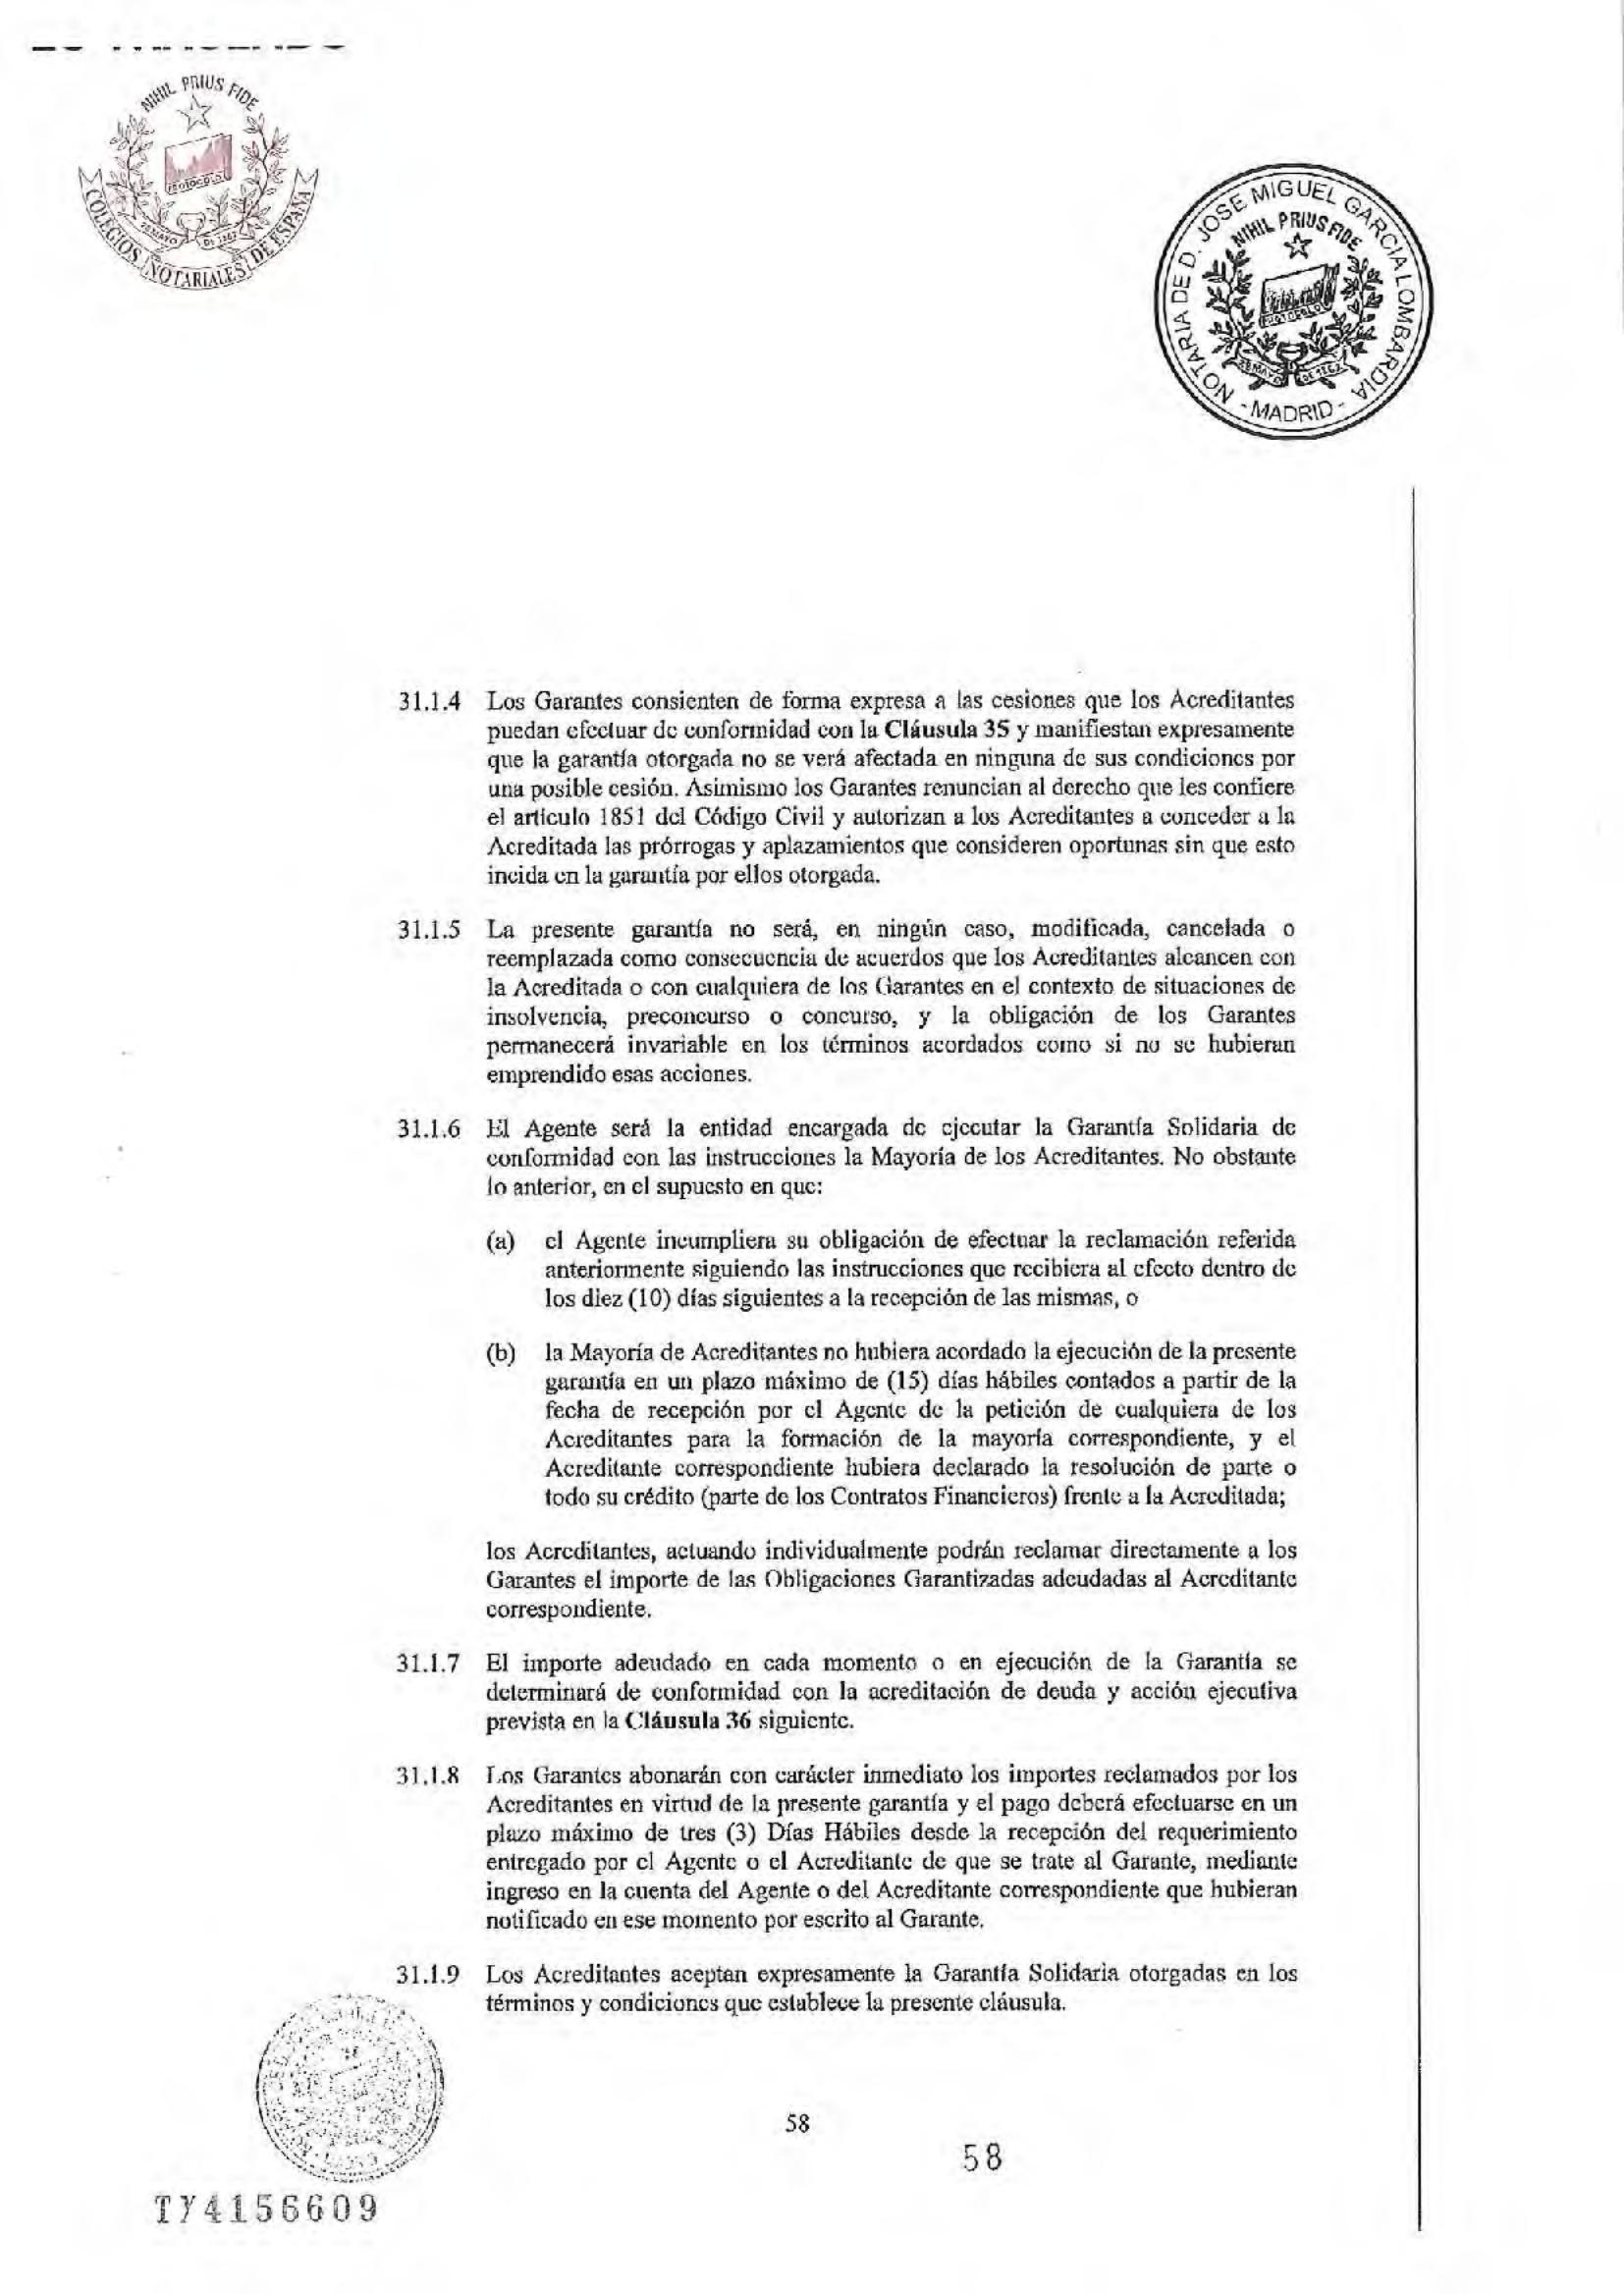 NIHIL PRIUS FIDE
PROTOCOLO
28 MAYO DE 1862
COLEGIOS NOTARIALES DE ESPAÑA
NOTARIA DE D. JOSE MIGUEL GARCIA LOMBARDIA
NIHIL PRIUS FIDE
PROTOCOLO
28 MAYO DE 1862
- MADRID -
31.1.4 Los Garantes consienten de forma expresa a las cesiones que los Acreditantes
puedan efectuar de conformidad con la Cláusula 35 y manifiestan expresamente
que la garantía otorgada no se verá afectada en ninguna de sus condiciones por
una posible cesión. Asimismo los Garantes renuncian al derecho que les confiere
el artículo 1851 del Código Civil y autorizan a los Acreditantes a conceder a la
Acreditada las prórrogas y aplazamientos que consideren oportunas sin que esto
incida en la garantía por ellos otorgada.
31.1.5 La presente garantía no será, en ningún caso, modificada, cancelada o
reemplazada como consecuencia de acuerdos que los Acreditantes alcancen con
la Acreditada o con cualquiera de los Garantes en el contexto de situaciones de
insolvencia, preconcurso o concurso, y la obligación de los Garantes
permanecerá invariable en los términos acordados como si no se hubieran
emprendido esas acciones.
31.1.6 El Agente será la entidad encargada de ejecutar la Garantía Solidaria de
conformidad con las instrucciones la Mayoría de los Acreditantes. No obstante
lo anterior, en el supuesto en que:
(a) el Agente incumpliera su obligación de efectuar la reclamación referida
anteriormente siguiendo las instrucciones que recibiera al efecto dentro de
los diez (10) días siguientes a la recepción de las mismas, o
(b) la Mayoría de Acreditantes no hubiera acordado la ejecución de la presente
garantía en un plazo máximo de (15) días hábiles contados a partir de la
fecha de recepción por el Agente de la petición de cualquiera de los
Acreditantes para la formación de la mayoría correspondiente, y el
Acreditante correspondiente hubiera declarado la resolución de parte o
todo su crédito (parte de los Contratos Financieros) frente a la Acreditada;
los Acreditantes, actuando individualmente podrán reclamar directamente a los
Garantes el importe de las Obligaciones Garantizadas adeudadas al Acreditante
correspondiente.
31.1.7 El importe adeudado en cada momento o en ejecución de la Garantía se
determinará de conformidad con la acreditación de deuda y acción ejecutiva
prevista en la Cláusula 36 siguiente.
31.1.8 Los Garantes abonarán con carácter inmediato los importes reclamados por los
Acreditantes en virtud de la presente garantía y el pago deberá efectuarse en un
plazo máximo de tres (3) Días Hábiles desde la recepción del requerimiento
entregado por el Agente o el Acreditante de que se trate al Garante, mediante
ingreso en la cuenta del Agente o del Acreditante correspondiente que hubieran
notificado en ese momento por escrito al Garante.
31.1.9 Los Acreditantes aceptan expresamente la Garantía Solidaria otorgadas en los
términos y condiciones que establece la presente cláusula.
58
58
TY4156609